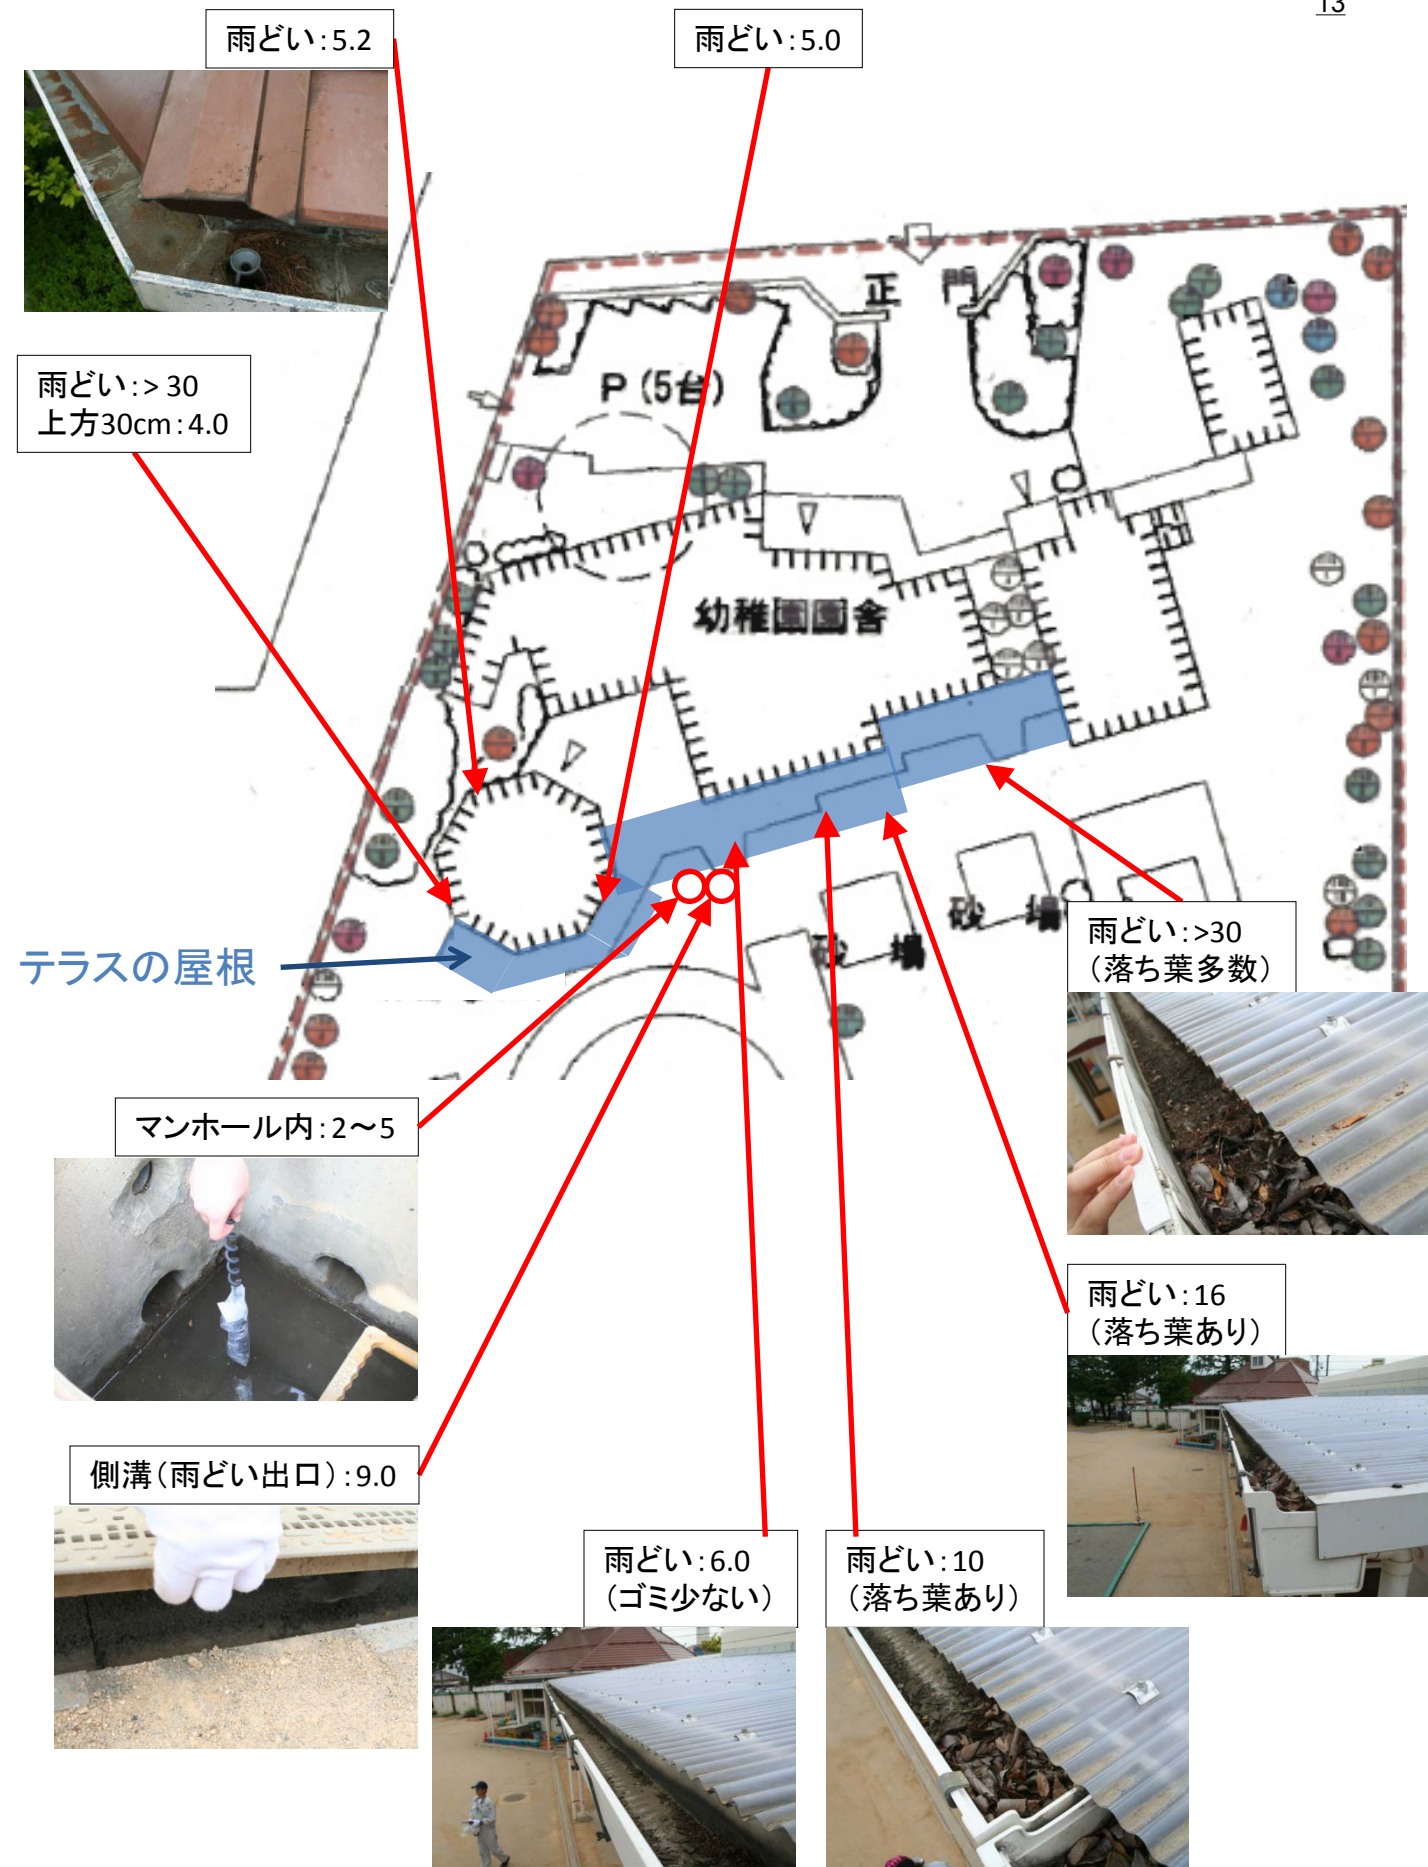 13
雨どい：5.2
雨どい：5.0
雨どい：> 30
上方30cm：4.0
正門
P (5台)
幼稚園園舎
砂場
砂場
テラスの屋根
雨どい：>30
（落ち葉多数）
マンホール内：2～5
雨どい：16
（落ち葉あり）
側溝（雨どい出口）：9.0
雨どい：6.0
（ゴミ少ない）
雨どい：10
（落ち葉あり）